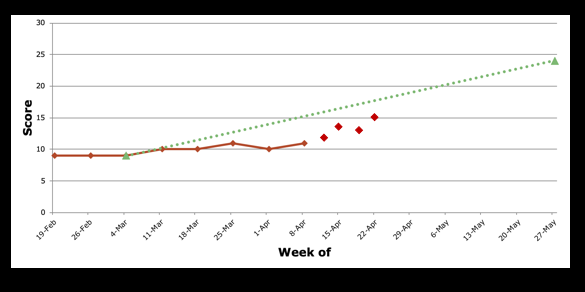 30
25
20
15
10
5
0
Score
19-Feb
26-Feb
4-Mar
11-Mar
18-Mar
25-Mar
1-Apr
8-Apr
15-Apr
22-Apr
29-Apr
6-May
13-May
20-May
27-May
Week of